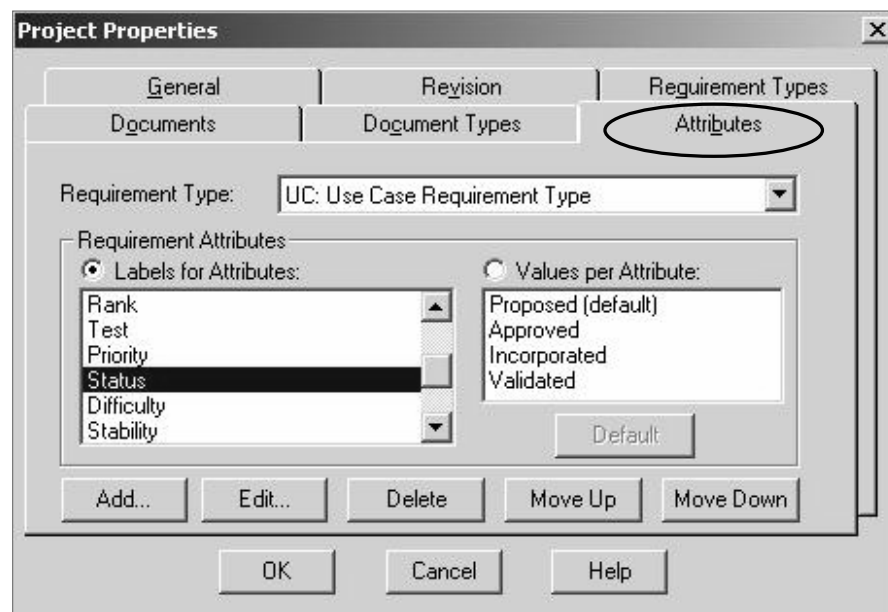 Project Properties
General Revision Requirement Types
Documents Document Types Attributes
Requirement Type: UC: Use Case Requirement Type
Requirement Attributes
Labels for Attributes: Values per Attribute:
Rank Proposed (default)
Test Approved
Priority Incorporated
Status Validated
Difficulty
Stability Default
Add... Edit... Delete Move Up Move Down
OK Cancel Help